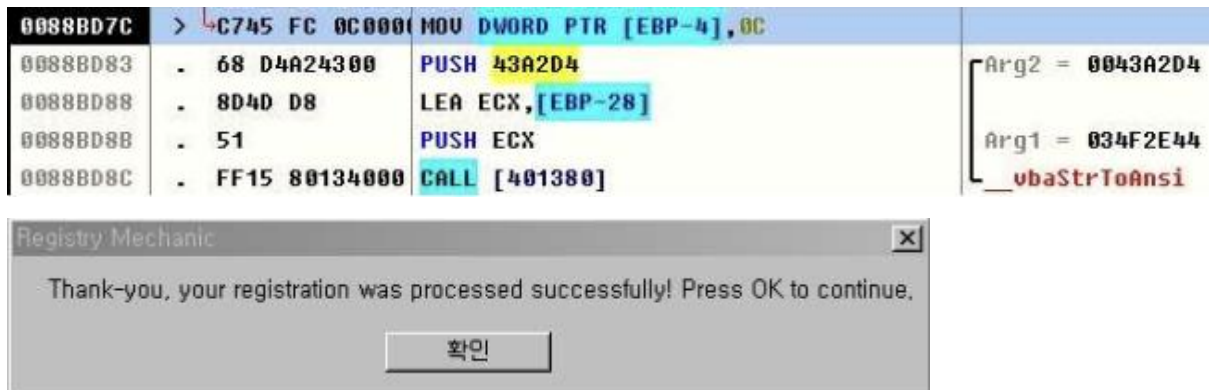 0088BD7C > C745 FC 0C000( MOV DWORD PTR [EBP-4],0C
0088BD83 . 68 D4A24300 PUSH 43A2D4 Arg2 = 0043A2D4
0088BD88 . 8D4D D8 LEA ECX,[EBP-28]
0088BD8B . 51 PUSH ECX Arg1 = 034F2E44
0088BD8C . FF15 80134000 CALL [401380] __vbaStrToAnsi
Registry Mechanic
Thank-you, your registration was processed successfully! Press OK to continue.
확인